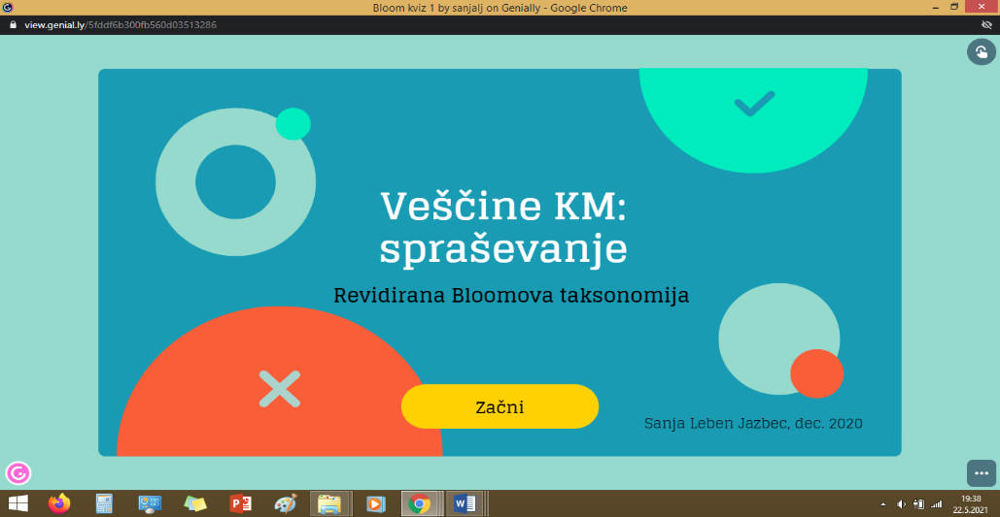 Bloom kviz 1 by sanjalj on Genially - Google Chrome
view.genial.ly/5fddf6b300fb560d03513286
Veščine KM:
spraševanje
Revidirana Bloomova taksonomija
Začni
Sanja Leben Jazbec, dec. 2020
19:38
22.5.2021